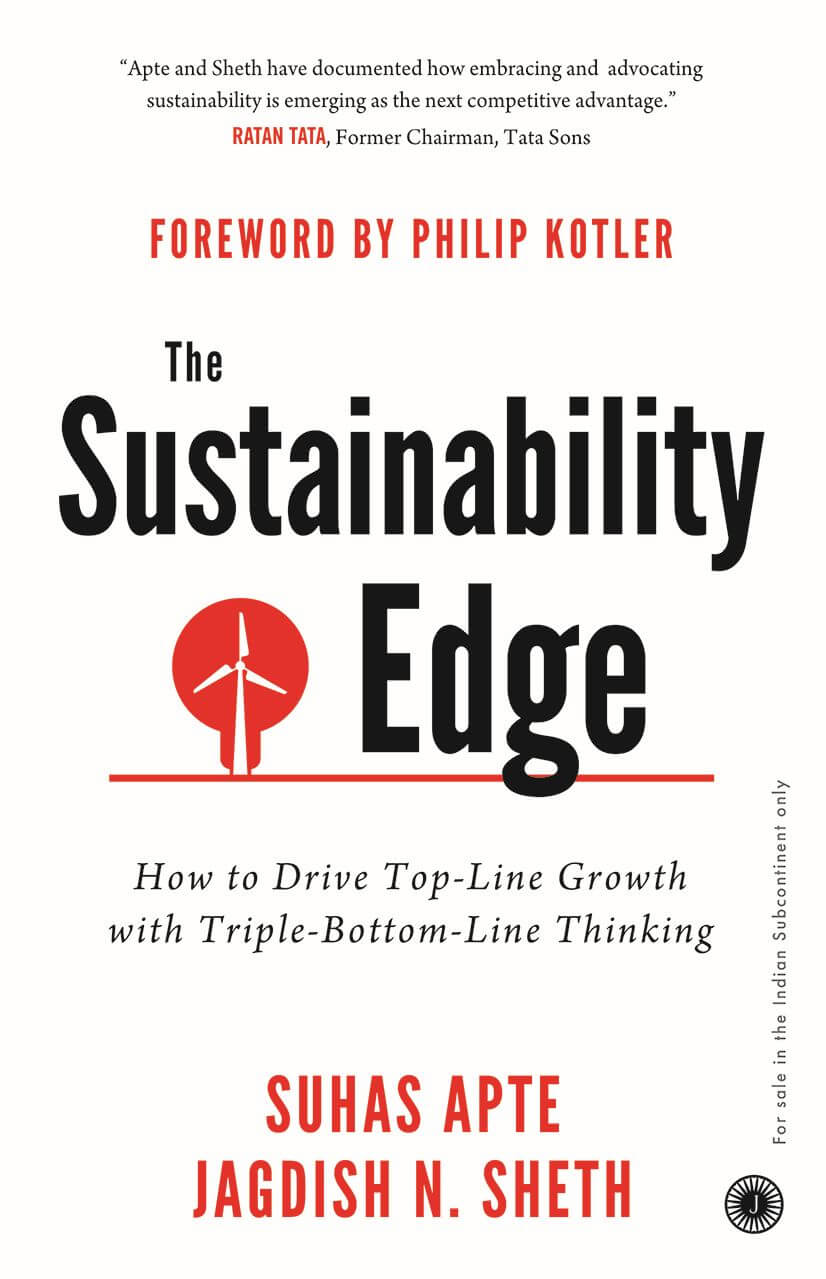 “Apte and Sheth have documented how embracing and advocating
sustainability is emerging as the next competitive advantage.”
RATAN TATA, Former Chairman, Tata Sons
FOREWORD BY PHILIP KOTLER
The
Sustainability
Edge
How to Drive Top-Line Growth
with Triple-Bottom-Line Thinking
For sale in the Indian Subcontinent only
SUHAS APTE
JAGDISH N. SHETH
J